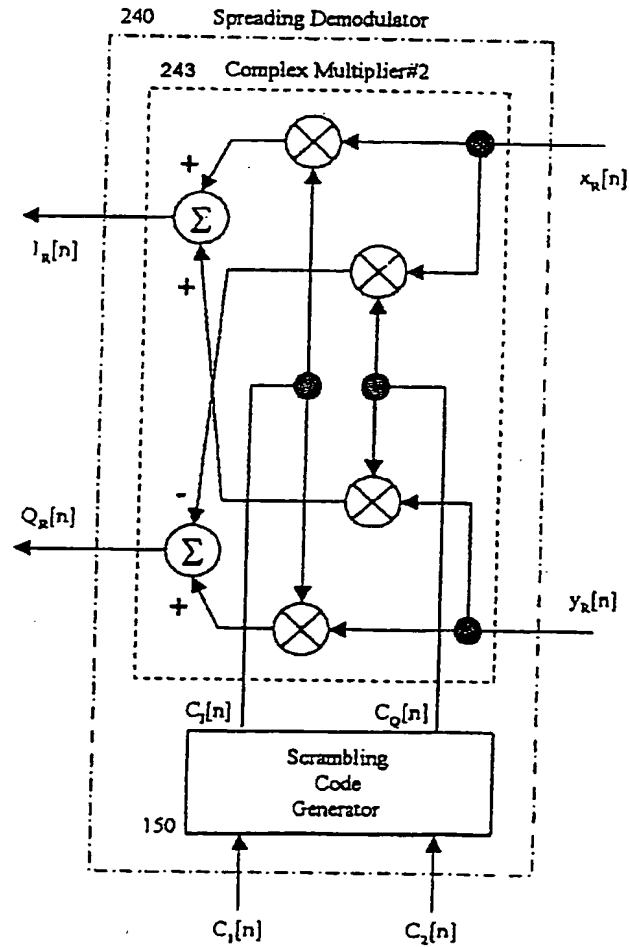 240 Spreading Demodulator
243 Complex Multiplier#2
x_R[n]
+
Σ
I_R[n]
+
-
Q_R[n]
Σ
+
y_R[n]
C_I[n] C_Q[n]
Scrambling
Code
Generator
150
C_1[n] C_2[n]